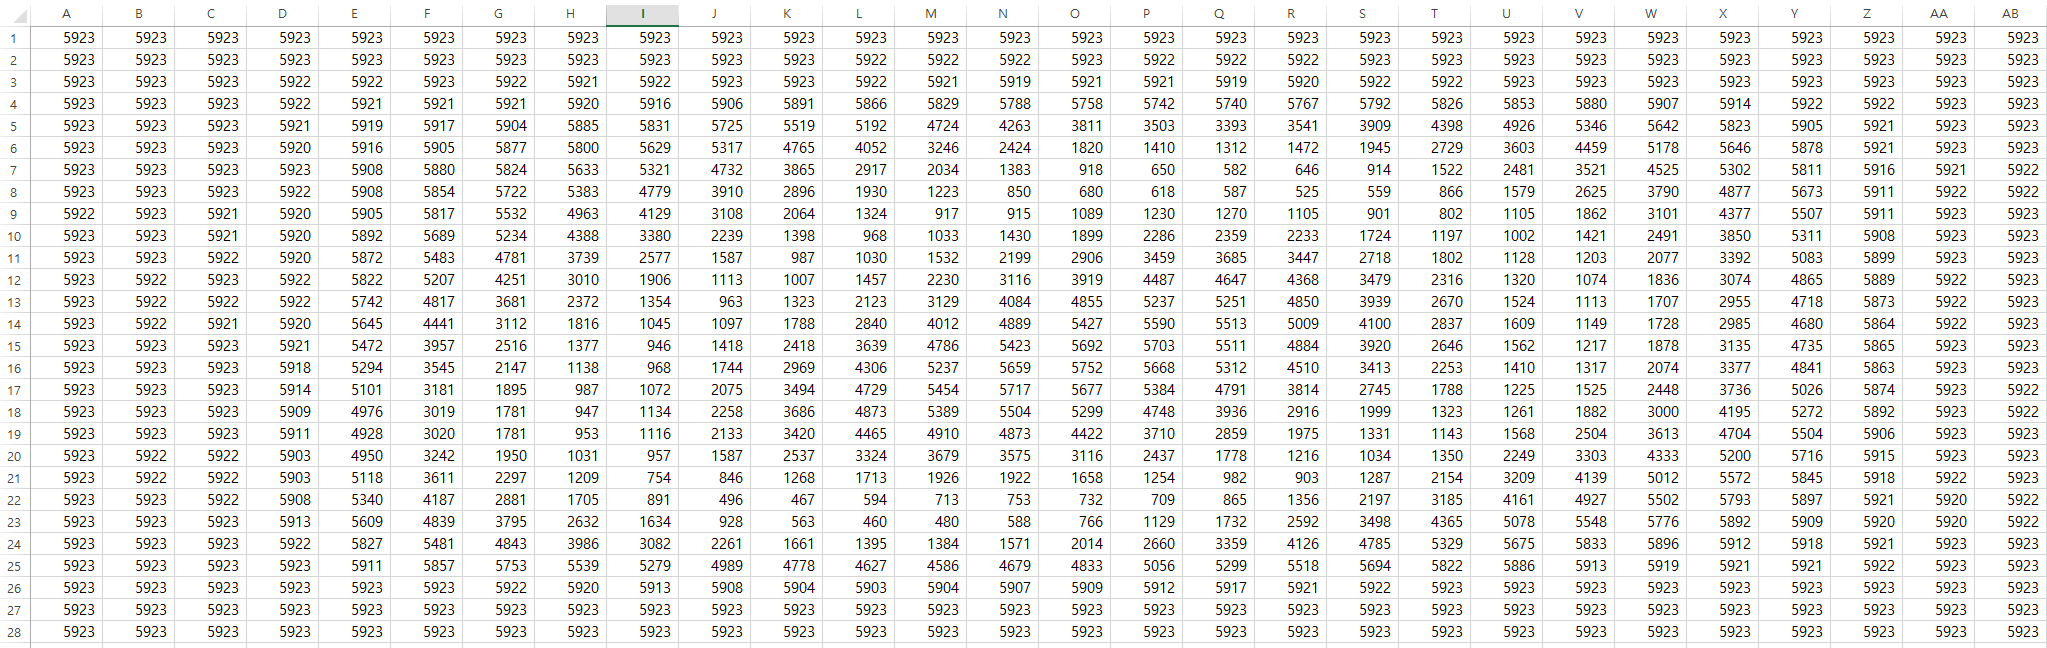 A B C D E F G H I J K L M N O P Q R S T U V W X Y Z AA AB
1 5923 5923 5923 5923 5923 5923 5923 5923 5923 5923 5923 5923 5923 5923 5923 5923 5923 5923 5923 5923 5923 5923 5923 5923 5923 5923 5923 5923
2 5923 5923 5923 5923 5923 5923 5923 5923 5923 5923 5923 5922 5922 5922 5923 5922 5922 5922 5923 5923 5923 5923 5923 5923 5923 5923 5923 5923
3 5923 5923 5923 5922 5922 5923 5922 5921 5922 5923 5923 5922 5921 5919 5921 5921 5919 5920 5922 5922 5923 5923 5923 5923 5923 5923 5923 5923
4 5923 5923 5923 5922 5921 5921 5921 5920 5916 5906 5891 5866 5829 5788 5758 5742 5740 5767 5792 5826 5853 5880 5907 5914 5922 5922 5923 5923
5 5923 5923 5923 5921 5919 5917 5904 5885 5831 5725 5519 5192 4724 4263 3811 3503 3393 3541 3909 4398 4926 5346 5642 5823 5905 5921 5923 5923
6 5923 5923 5923 5920 5916 5905 5877 5800 5629 5317 4765 4052 3246 2424 1820 1410 1312 1472 1945 2729 3603 4459 5178 5646 5878 5921 5923 5923
7 5923 5923 5923 5923 5908 5880 5824 5633 5321 4732 3865 2917 2034 1383 918 650 582 646 914 1522 2481 3521 4525 5302 5811 5916 5921 5922
8 5923 5923 5923 5922 5908 5854 5722 5383 4779 3910 2896 1930 1223 850 680 618 587 525 559 866 1579 2625 3790 4877 5673 5911 5922 5922
9 5922 5923 5921 5920 5905 5817 5532 4963 4129 3108 2064 1324 917 915 1089 1230 1270 1105 901 802 1105 1862 3101 4377 5507 5911 5923 5923
10 5923 5923 5921 5920 5892 5689 5234 4388 3380 2239 1398 968 1033 1430 1899 2286 2359 2233 1724 1197 1002 1421 2491 3850 5311 5908 5923 5923
11 5923 5923 5922 5920 5872 5483 4781 3739 2577 1587 987 1030 1532 2199 2906 3459 3685 3447 2718 1802 1128 1203 2077 3392 5083 5899 5923 5923
12 5923 5922 5923 5922 5822 5207 4251 3010 1906 1113 1007 1457 2230 3116 3919 4487 4647 4368 3479 2316 1320 1074 1836 3074 4865 5889 5922 5923
13 5923 5922 5922 5922 5742 4817 3681 2372 1354 963 1323 2123 3129 4084 4855 5237 5251 4850 3939 2670 1524 1113 1707 2955 4718 5873 5922 5923
14 5923 5922 5921 5920 5645 4441 3112 1816 1045 1097 1788 2840 4012 4889 5427 5590 5513 5009 4100 2837 1609 1149 1728 2985 4680 5864 5922 5923
15 5923 5923 5923 5921 5472 3957 2516 1377 946 1418 2418 3639 4786 5423 5692 5703 5511 4884 3920 2646 1562 1217 1878 3135 4735 5865 5923 5923
16 5923 5923 5923 5918 5294 3545 2147 1138 968 1744 2969 4306 5237 5659 5752 5668 5312 4510 3413 2253 1410 1317 2074 3377 4841 5863 5923 5923
17 5923 5923 5923 5914 5101 3181 1895 987 1072 2075 3494 4729 5454 5717 5677 5384 4791 3814 2745 1788 1225 1525 2448 3736 5026 5874 5923 5922
18 5923 5923 5923 5909 4976 3019 1781 947 1134 2258 3686 4873 5389 5504 5299 4748 3936 2916 1999 1323 1261 1882 3000 4195 5272 5892 5923 5922
19 5923 5923 5923 5911 4928 3020 1781 953 1116 2133 3420 4465 4910 4873 4422 3710 2859 1975 1331 1143 1568 2504 3613 4704 5504 5906 5923 5923
20 5923 5922 5922 5903 4950 3242 1950 1031 957 1587 2537 3324 3679 3575 3116 2437 1778 1216 1034 1350 2249 3303 4333 5200 5716 5915 5923 5923
21 5923 5922 5922 5903 5118 3611 2297 1209 754 846 1268 1713 1926 1922 1658 1254 982 903 1287 2154 3209 4139 5012 5572 5845 5918 5922 5923
22 5923 5923 5922 5908 5340 4187 2881 1705 891 496 467 594 713 753 732 709 865 1356 2197 3185 4161 4927 5502 5793 5897 5921 5920 5922
23 5923 5923 5923 5913 5609 4839 3795 2632 1634 928 563 460 480 588 766 1129 1732 2592 3498 4365 5078 5548 5776 5892 5909 5920 5920 5922
24 5923 5923 5923 5922 5827 5481 4843 3986 3082 2261 1661 1395 1384 1571 2014 2660 3359 4126 4785 5329 5675 5833 5896 5912 5918 5921 5923 5923
25 5923 5923 5923 5923 5911 5857 5753 5539 5279 4989 4778 4627 4586 4679 4833 5056 5299 5518 5694 5822 5886 5913 5919 5921 5921 5922 5923 5923
26 5923 5923 5923 5923 5923 5923 5922 5920 5913 5908 5904 5903 5904 5907 5909 5912 5917 5921 5922 5923 5923 5923 5923 5923 5923 5923 5923 5923
27 5923 5923 5923 5923 5923 5923 5923 5923 5923 5923 5923 5923 5923 5923 5923 5923 5923 5923 5923 5923 5923 5923 5923 5923 5923 5923 5923 5923
28 5923 5923 5923 5923 5923 5923 5923 5923 5923 5923 5923 5923 5923 5923 5923 5923 5923 5923 5923 5923 5923 5923 5923 5923 5923 5923 5923 5923